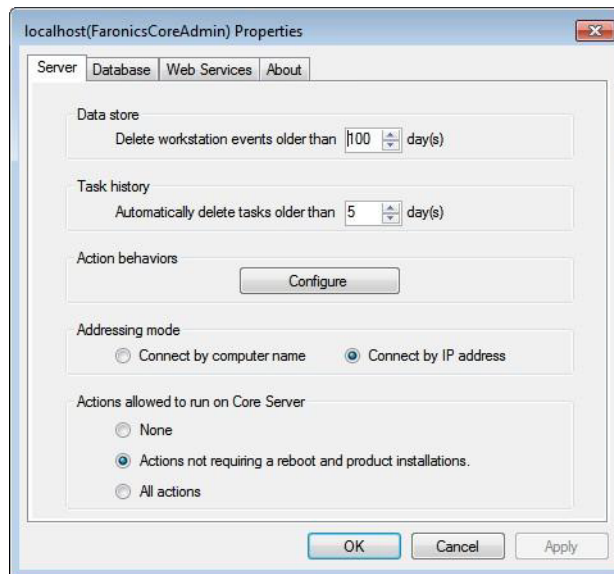 localhost(FaronicsCoreAdmin) Properties
Server Database Web Services About
Data store
Delete workstation events older than 100 day(s)
Task history
Automatically delete tasks older than 5 day(s)
Action behaviors
Configure
Addressing mode
Connect by computer name Connect by IP address
Actions allowed to run on Core Server
None
Actions not requiring a reboot and product installations.
All actions
OK Cancel Apply